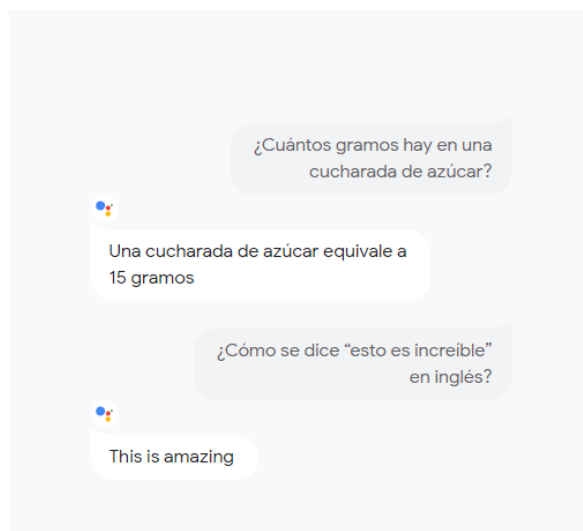 ¿Cuántos gramos hay en una
cucharada de azúcar?
Una cucharada de azúcar equivale a
15 gramos
¿Cómo se dice “esto es increíble”
en inglés?
This is amazing